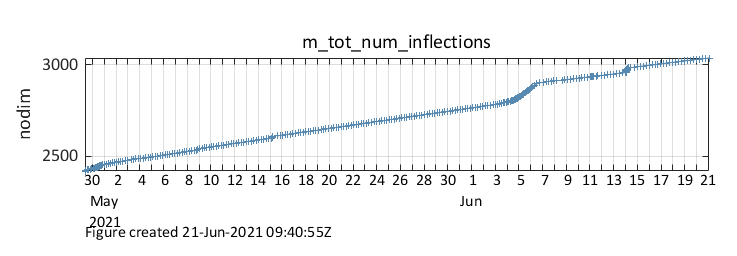 m_tot_num_inflections
3000
nodim
2500
30 2 4 6 8 10 12 14 16 18 20 22 24 26 28 30 1 3 5 7 9 11 13 15 17 19 21
May Jun
2021
Figure created 21-Jun-2021 09:40:55Z